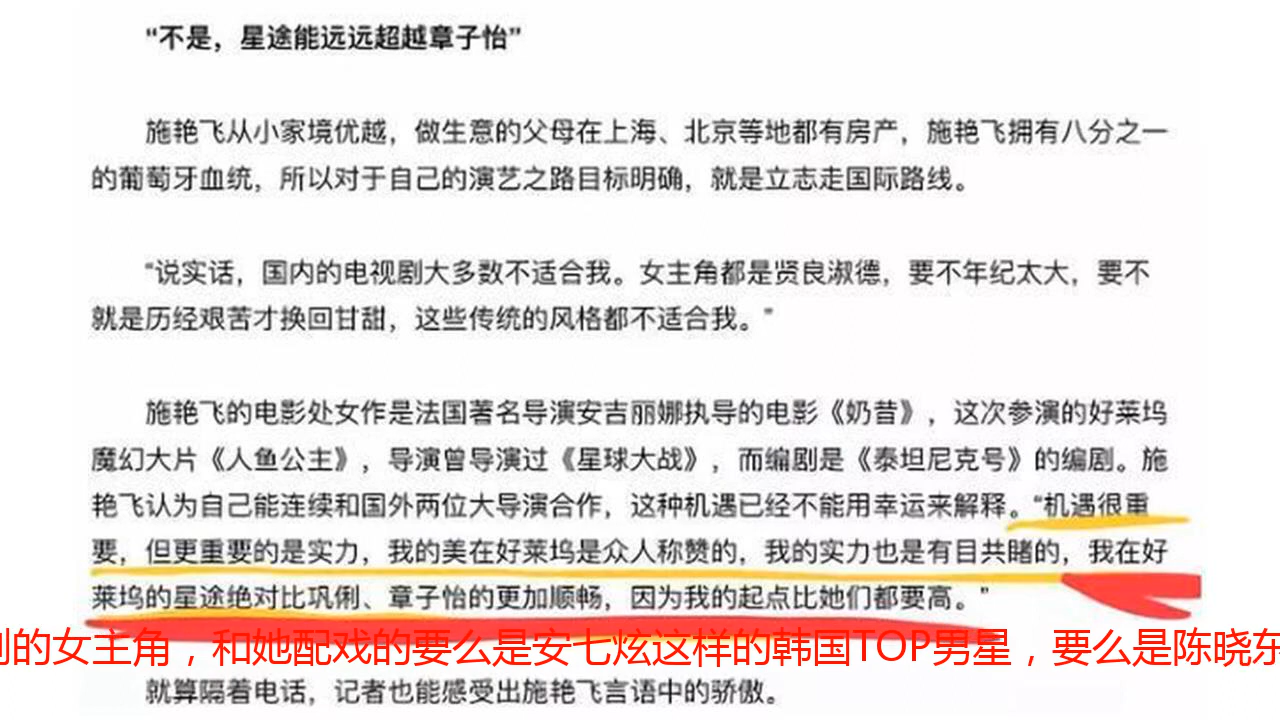 “不是，星途能远远超越章子怡”
施艳飞从小家境优越，做生意的父母在上海、北京等地都有房产，施艳飞拥有八分之一
的葡萄牙血统，所以对于自己的演艺之路目标明确，就是立志走国际路线。
“说实话，国内的电视剧大多数不适合我。女主角都是贤良淑德，要不年纪太大，要不
就是历经艰苦才换回甘甜，这些传统的风格都不适合我。”
施艳飞的电影处女作是法国著名导演安吉丽娜执导的电影《奶昔》，这次参演的好莱坞
魔幻大片《人鱼公主》，导演曾导演过《星球大战》，而编剧是《泰坦尼克号》的编剧。施
艳飞认为自己能连续和国外两位大导演合作，这种机遇已经不能用幸运来解释。“机遇很重
要，但更重要的是实力，我的美在好莱坞是众人称赞的，我的实力也是有目共睹的，我在好
莱坞的星途绝对比巩俐、章子怡的更加顺畅，因为我的起点比她们都要高。”
的女主角，和她配戏的要么是安七炫这样的韩国TOP男星，要么是陈晓东
就算隔着电话，记者也能感受出施艳飞言语中的骄傲。